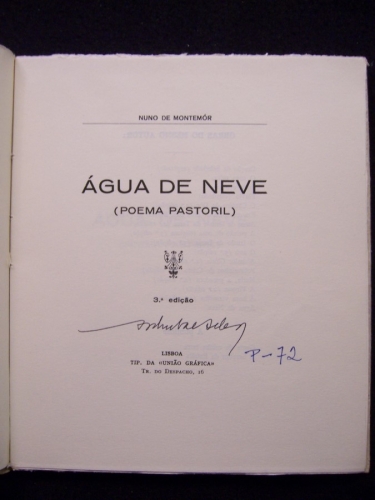 NUNO DE MONTEMÓR
ÁGUA DE NEVE
(POEMA PASTORIL)
3.ª edição
LISBOA
TIP. DA «UNIÃO GRÁFICA»
Tr. do Despacho, 16
P-72